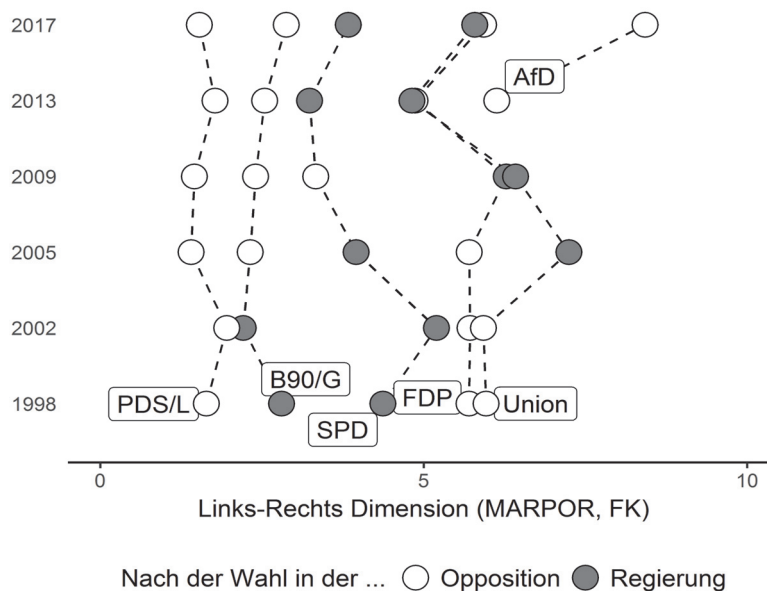 2017
AfD
2013
2009
2005
2002
B90/G
1998
PDS/L
FDP
Union
SPD
0
5
10
Links-Rechts Dimension (MARPOR, FK)
Nach der Wahl in der ... Opposition Regierung